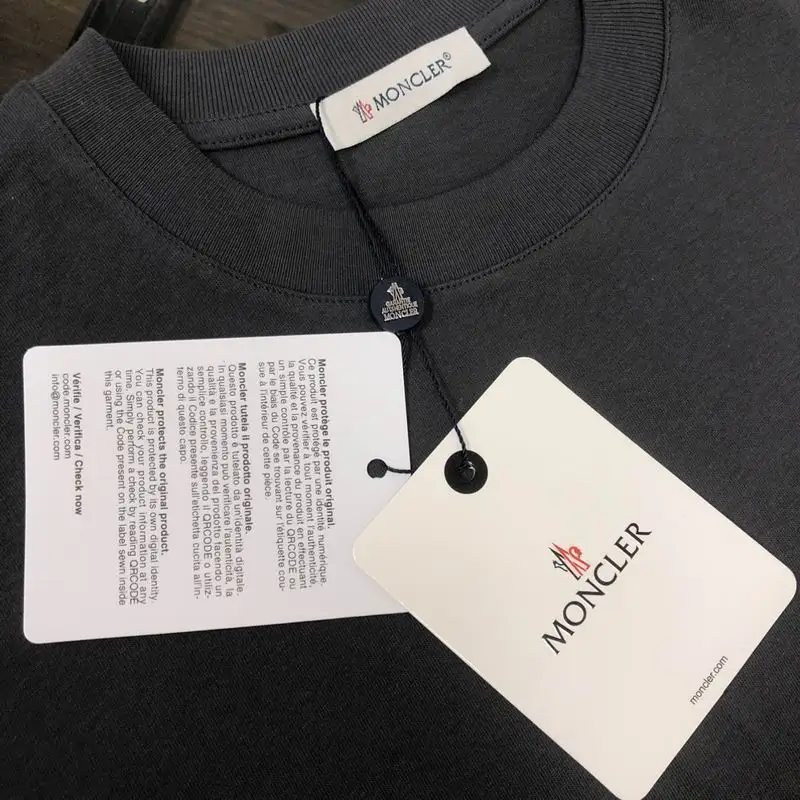 MONCLER®
GARANTIE
AUTHENTIQUE
MONCLER
Moncler protège le produit original.
Ce produit est protégé par une identité numérique.
Vous pouvez vérifier à tout moment l'authenticité,
la qualité et la provenance du produit en effectuant
un simple contrôle par la lecture du QRCODE ou
par le biais du Code se trouvant sur l'étiquette cou-
sue à l'intérieur de cette pièce.
Moncler tutela il prodotto originale.
Questo prodotto è tutelato da un'identità digitale.
In qualsiasi momento può verificare l'autenticità, la
qualità e la provenienza del prodotto facendo un
semplice controllo, leggendo il QRCODE o utiliz-
zando il Codice presente sull'etichetta cucita all'in-
terno di questo capo.
Moncler protects the original product.
This product is protected by its own digital identity.
You can check your product information at any
time. Simply perform a check by reading QRCODE
or using the Code present on the label sewn inside
this garment.
Vérifie / Verifica / Check now
code.moncler.com
info@moncler.com
MONCLER
moncler.com